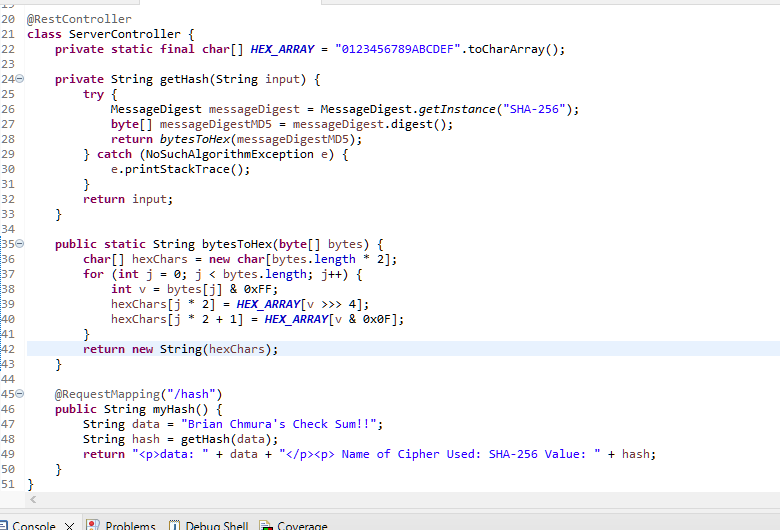 19
20 @RestController
21 class ServerController {
22     private static final char[] HEX_ARRAY = "0123456789ABCDEF".toCharArray();
23
24     private String getHash(String input) {
25         try {
26             MessageDigest messageDigest = MessageDigest.getInstance("SHA-256");
27             byte[] messageDigestMD5 = messageDigest.digest();
28             return bytesToHex(messageDigestMD5);
29         } catch (NoSuchAlgorithmException e) {
30             e.printStackTrace();
31         }
32         return input;
33     }
34
35     public static String bytesToHex(byte[] bytes) {
36         char[] hexChars = new char[bytes.length * 2];
37         for (int j = 0; j < bytes.length; j++) {
38             int v = bytes[j] & 0xFF;
39             hexChars[j * 2] = HEX_ARRAY[v >>> 4];
40             hexChars[j * 2 + 1] = HEX_ARRAY[v & 0x0F];
41         }
42         return new String(hexChars);
43     }
44
45     @RequestMapping("/hash")
46     public String myHash() {
47         String data = "Brian Chmura's Check Sum!!";
48         String hash = getHash(data);
49         return "<p>data: " + data + "</p><p> Name of Cipher Used: SHA-256 Value: " + hash;
50     }
51 }
Console Problems Debug Shell Coverage